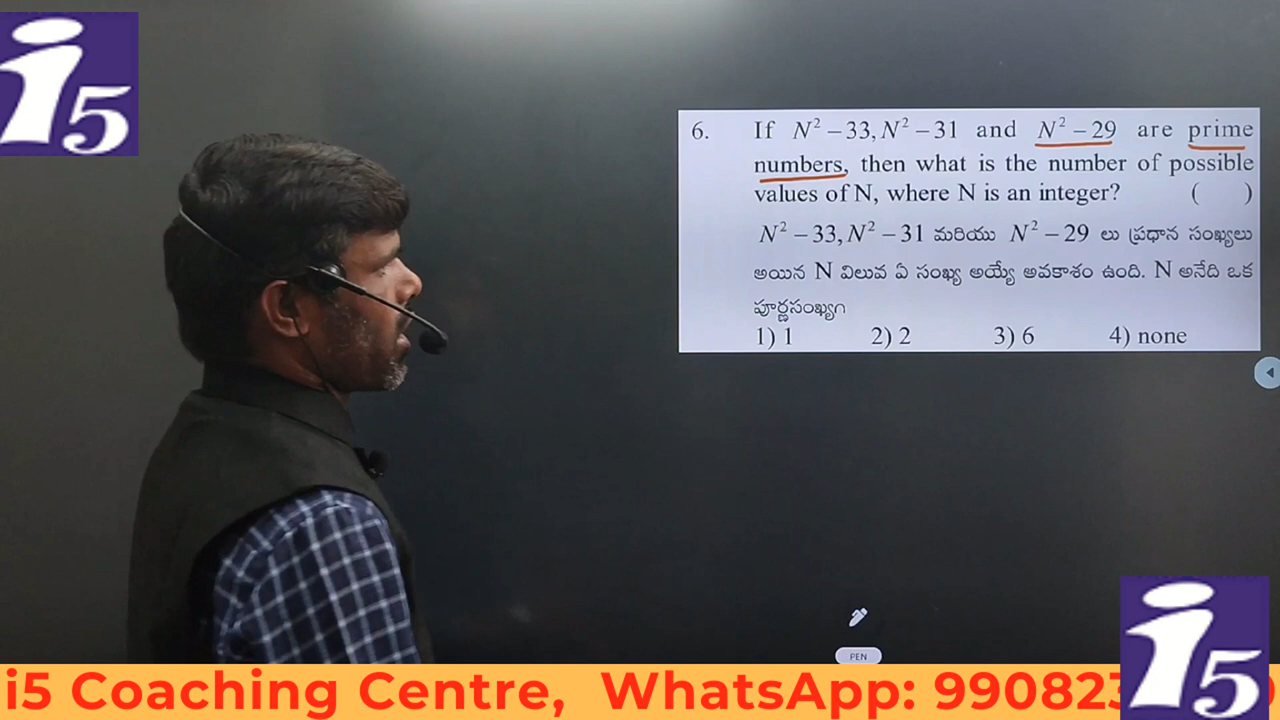 i5
6. If N² – 33, N² – 31 and N² – 29 are prime
numbers, then what is the number of possible
values of N, where N is an integer? ( )
N² – 33, N² – 31 మరియు N² – 29 లు ప్రధాన సంఖ్యలు
అయిన N విలువ ఏ సంఖ్య అయ్యే అవకాశం ఉంది. N అనేది ఒక
పూర్ణసంఖ్యగ
1) 1 2) 2 3) 6 4) none
PEN
i5 Coaching Centre, WhatsApp:
i5